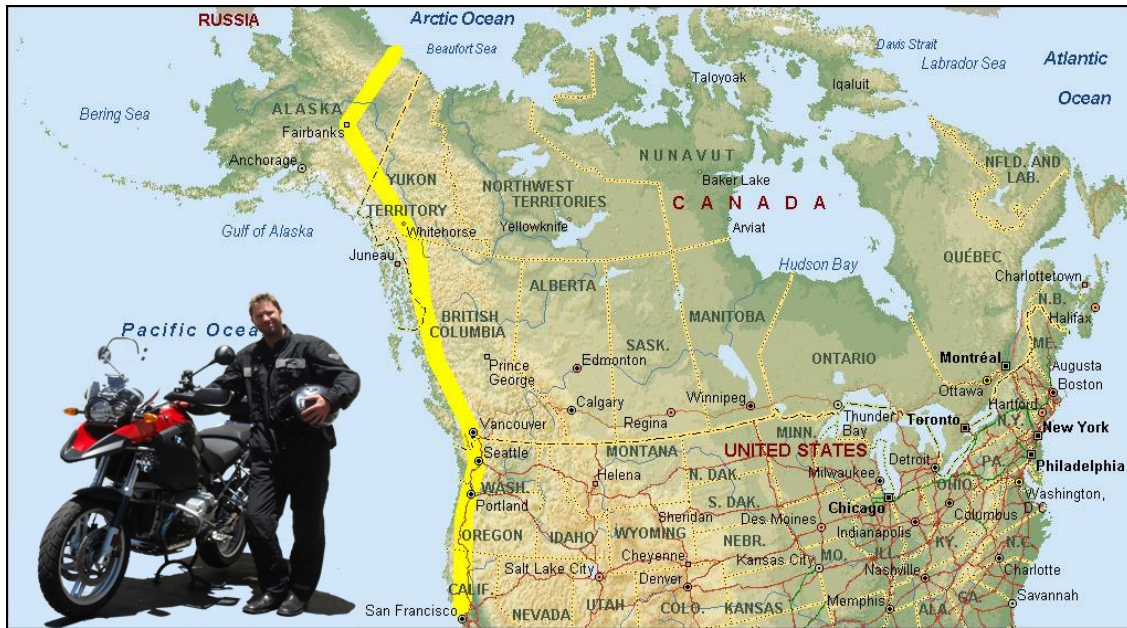 RUSSIA
Arctic Ocean
Beaufort Sea
Davis Strait
Labrador Sea
Atlantic
Ocean
Taloyoak
Iqaluit
Bering Sea
ALASKA
Fairbanks
Anchorage
NUNAVUT
Baker Lake
NFLD. AND
LAB.
YUKON
TERRITORY
NORTHWEST
TERRITORIES
Yellowknife
CANADA
Arviat
Gulf of Alaska
Whitehorse
Juneau
Hudson Bay
QUÉBEC
Charlottetown
ALBERTA
N.B.
Halifax
Pacific Ocea
BRITISH
COLUMBIA
MANITOBA
SASK.
ONTARIO
Prince
George
Edmonton
Montréal
ME.
Augusta
Ottawa
Boston
Calgary
Regina
Winnipeg
Thunder
Bay
Hartford
Toronto
N.Y.
New York
Vancouver
Seattle
MONTANA
MINN.
UNITED STATES
Milwaukee
Detroit
PA.
Philadelphia
WASH.
Helena
N. DAK.
Portland
S. DAK.
Chicago
OHIO
Washington,
D.C.
OREGON
IDAHO
WYOMING
Sheridan
Des Moines
Indianapolis
Columbus
NEBR.
Cheyenne
Kansas City
MO.
ILL.
KY.
N.C.
Salt Lake City
Denver
Nashville
Charlotte
CALIF.
San Francisco
NEVADA
UTAH
COLO.
KANSAS
Memphis
ALA.
GA.
Savannah